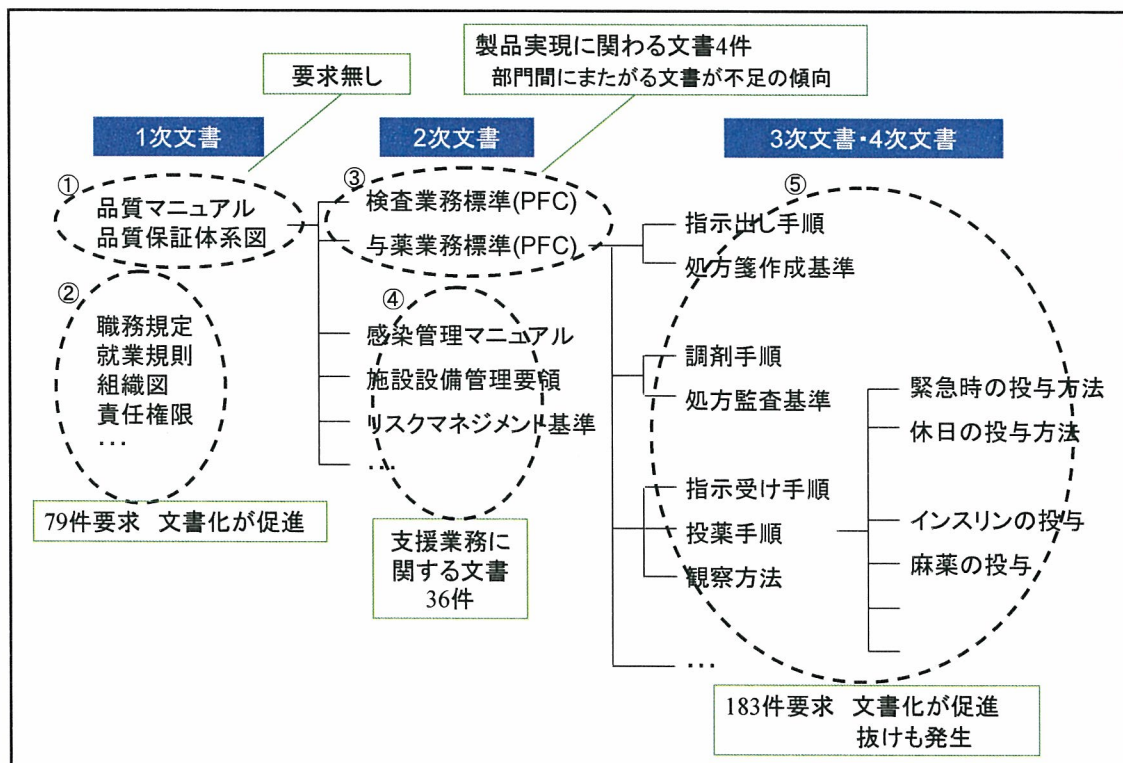 製品実現に関わる文書4件
部門間にまたがる文書が不足の傾向
要求無し
1次文書
2次文書
3次文書・4次文書
①
品質マニュアル
品質保証体系図
②
職務規定
就業規則
組織図
責任権限
…
79件要求 文書化が促進
③
検査業務標準(PFC)
与薬業務標準(PFC)
④
感染管理マニュアル
施設設備管理要領
リスクマネジメント基準
…
支援業務に
関する文書
36件
⑤
指示出し手順
処方箋作成基準
調剤手順
処方監査基準
指示受け手順
投薬手順
観察方法
…
緊急時の投与方法
休日の投与方法
インスリンの投与
麻薬の投与
183件要求 文書化が促進
抜けも発生